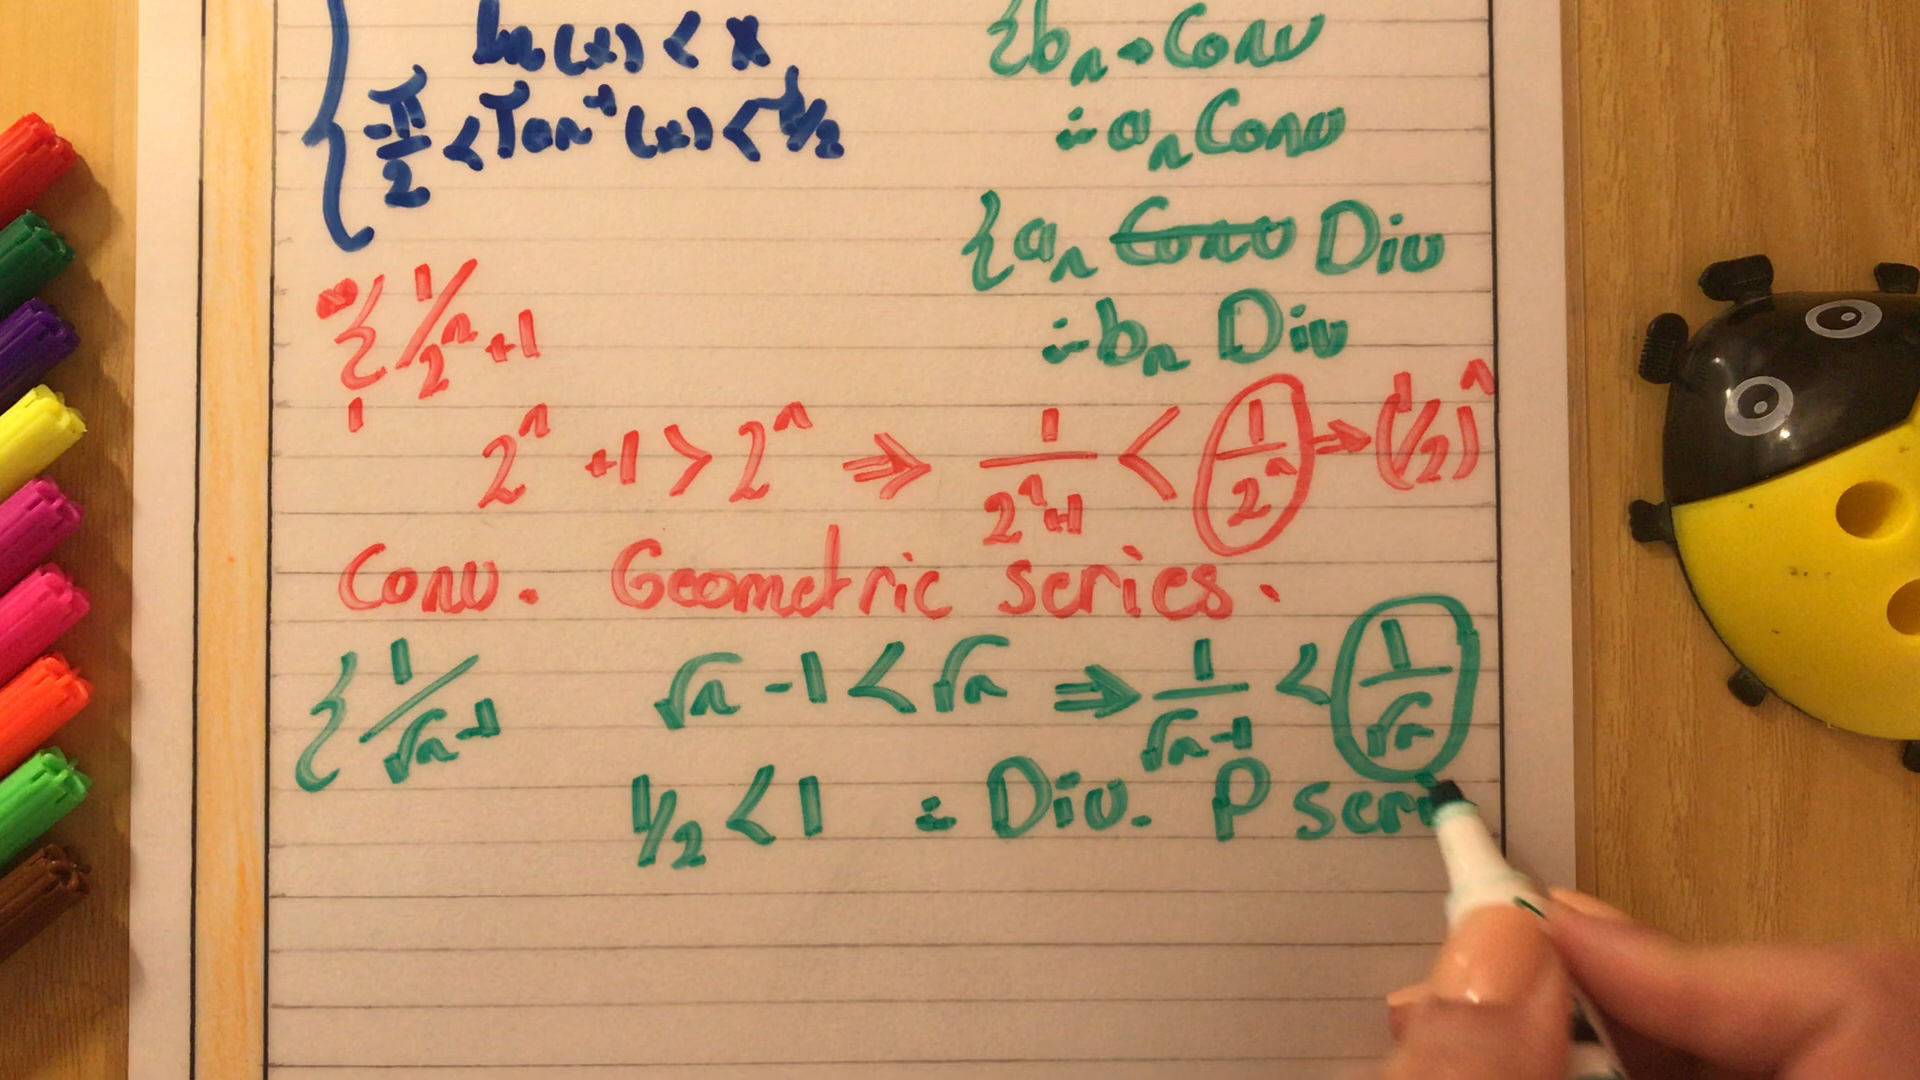 ln(x) < x
-π/2 < Tan⁻¹(x) < π/2
Σbₙ → Conv
∴ aₙ Conv
Σaₙ Conv Div
∴ bₙ Div
Σ 1/2ⁿ+1
1
2ⁿ +1 > 2ⁿ ⇒ 1/2ⁿ+1 < 1/2ⁿ → (1/2)ⁿ
Conv. Geometric series.
Σ 1/√n-1 √n -1 < √n ⇒ 1/√n-1 < 1/√n
1/2 < 1 ∴ Div. P seri